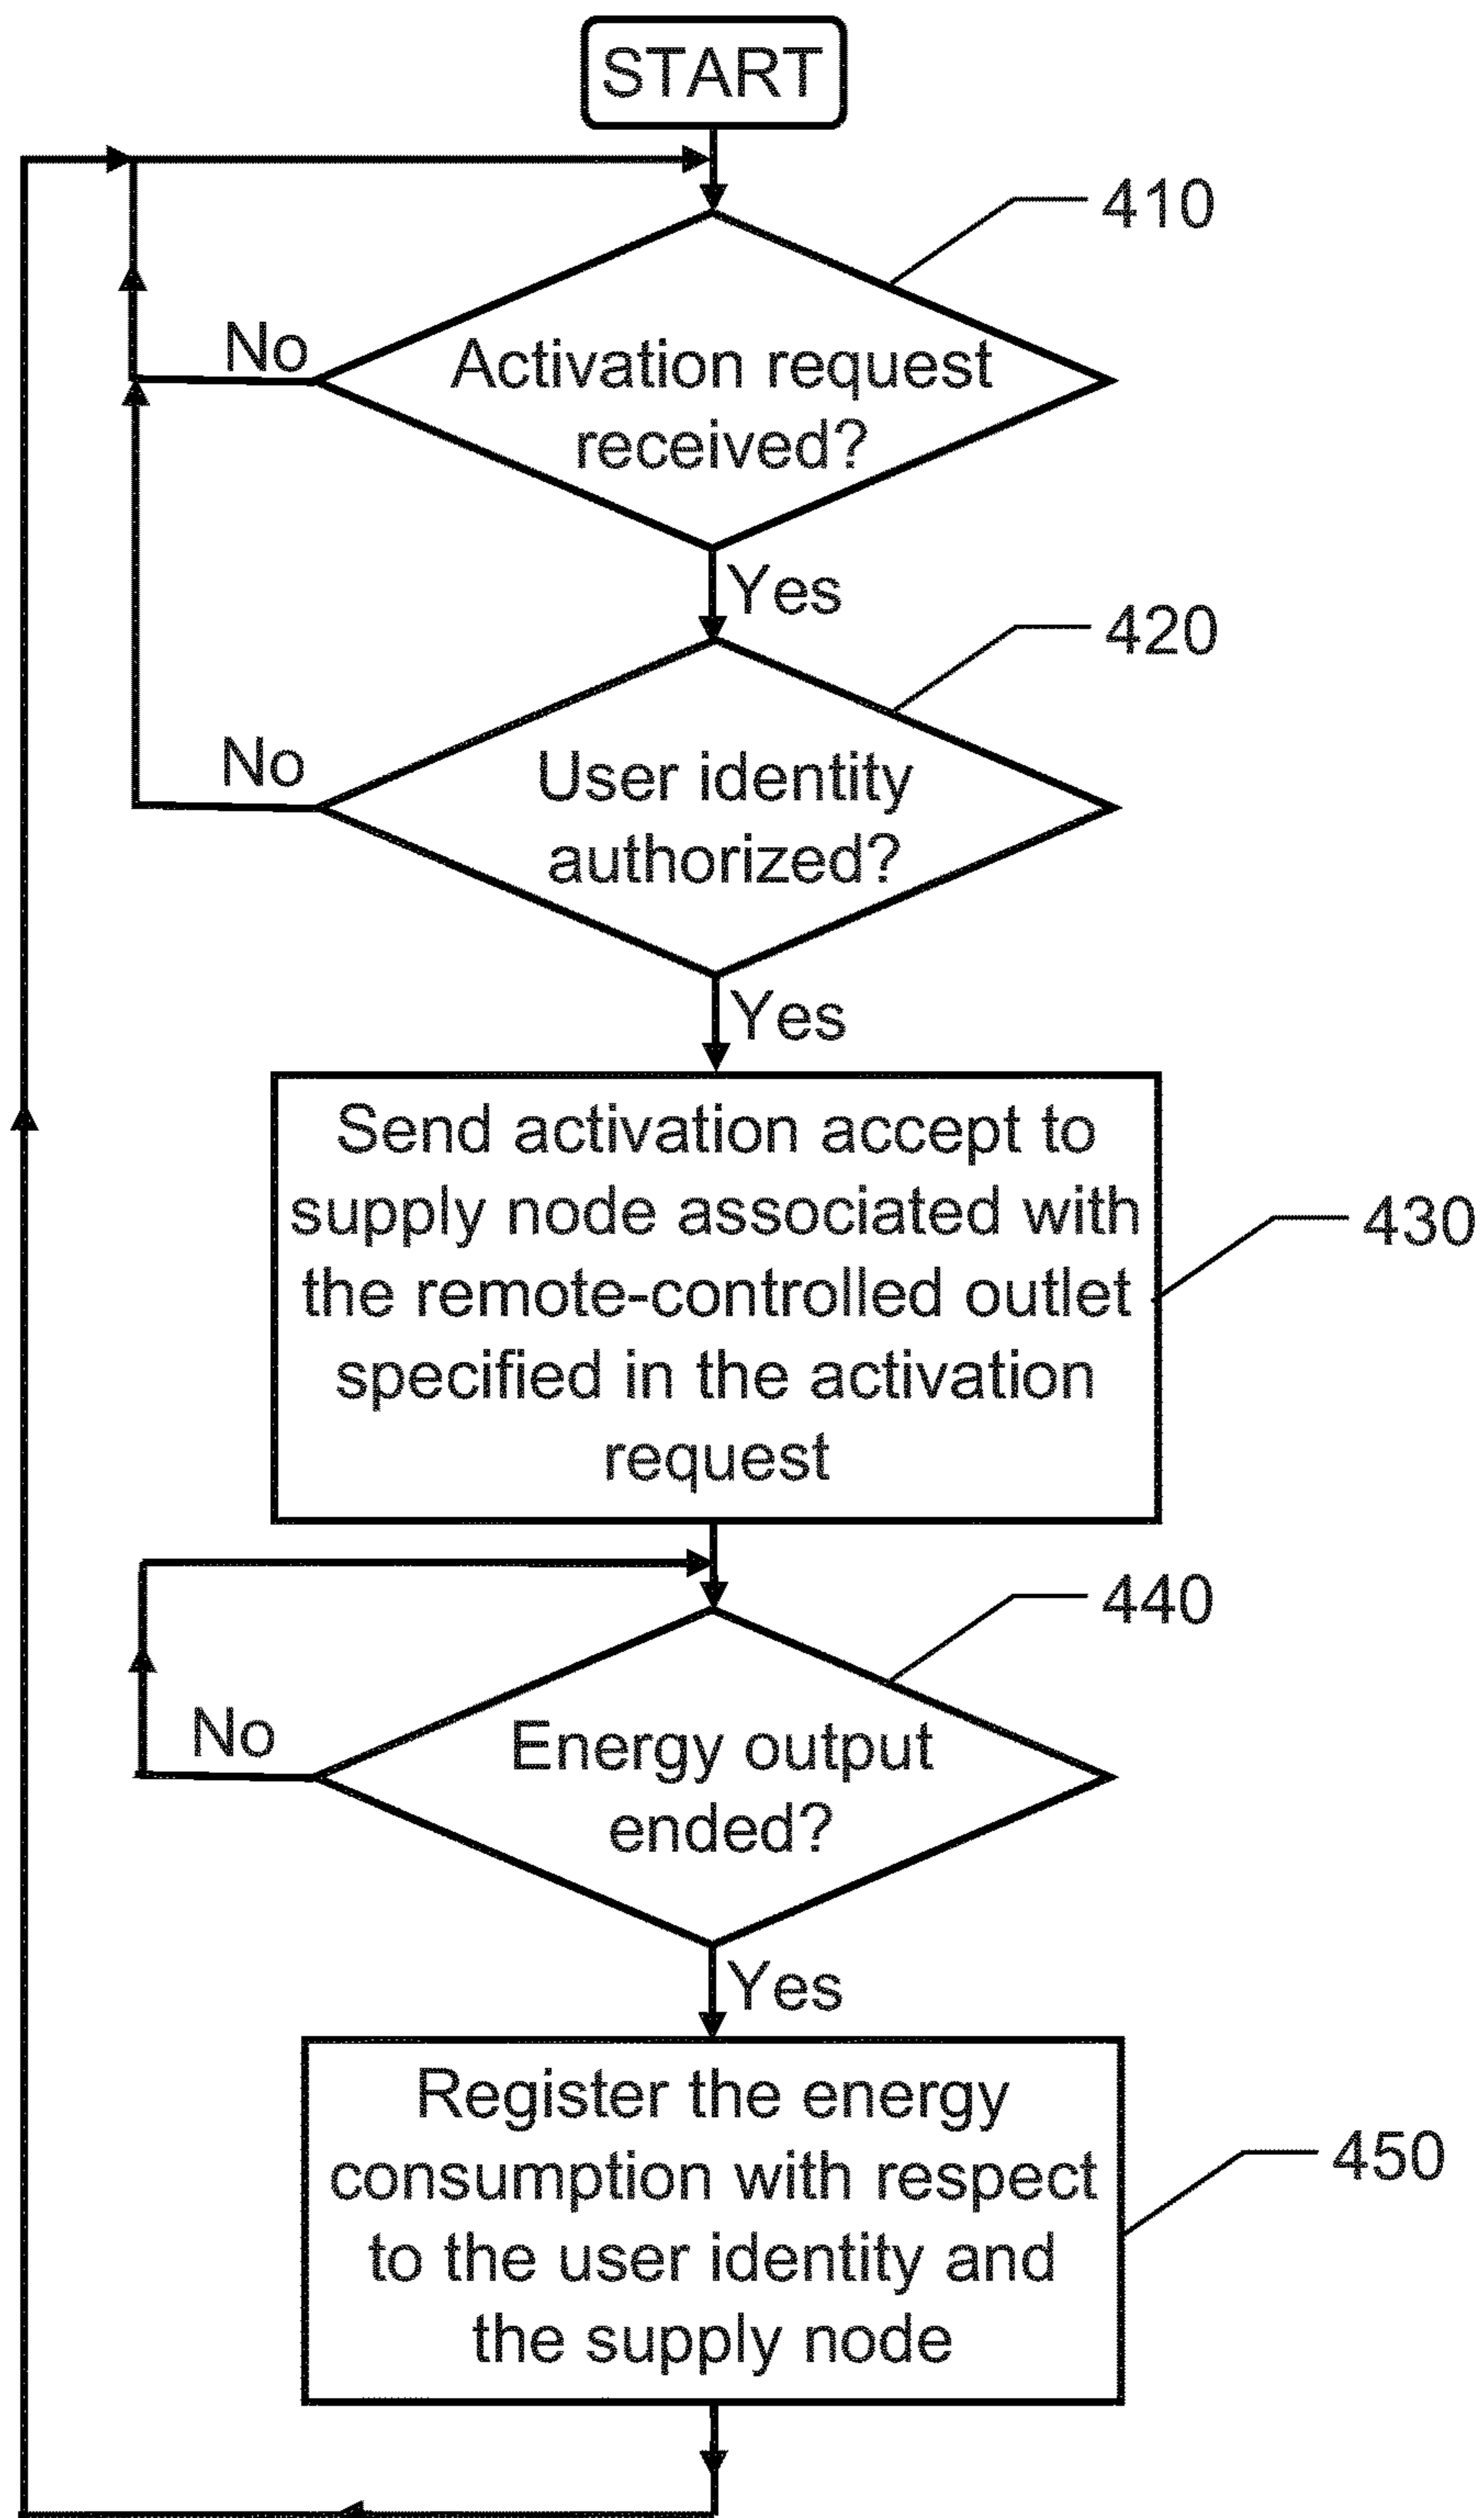 START
410
No
Activation request
received?
Yes
420
No
User identity
authorized?
Yes
Send activation accept to
supply node associated with
the remote-controlled outlet
specified in the activation
request
430
440
No
Energy output
ended?
Yes
Register the energy
consumption with respect
to the user identity and
the supply node
450